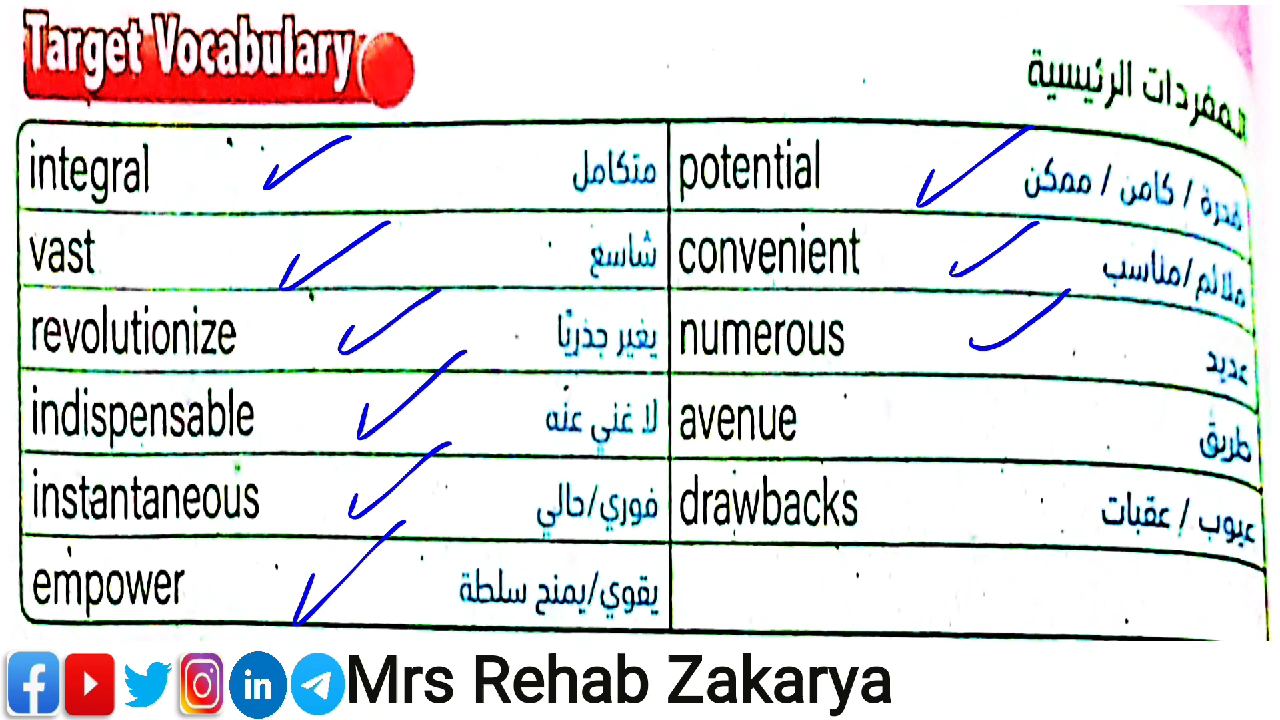 Target Vocabulary
المفردات الرئيسية
integral متكامل
potential قدرة / كامن / ممكن
vast شاسع
convenient ملائم/مناسب
revolutionize يغير جذريًا
numerous عديد
indispensable لا غني عنه
avenue طريق
instantaneous فوري/حالي
drawbacks عيوب / عقبات
empower يقوي/يمنح سلطة
Mrs Rehab Zakarya